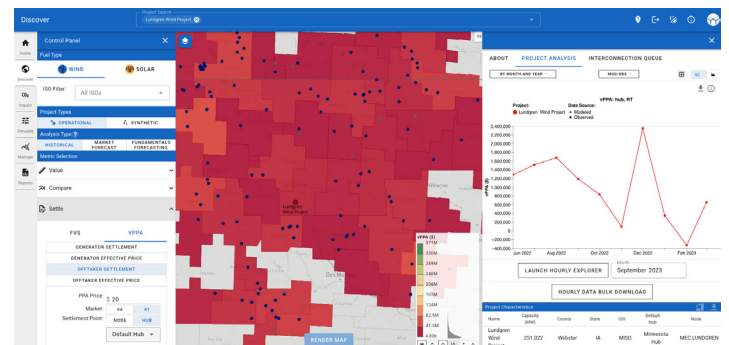 Discover
Project Search
Lundgren Wind Project
Control Panel
Fuel Type
WIND
SOLAR
ISO Filter:
All ISOs
Project Types
OPERATIONAL
SYNTHETIC
Analysis Type
HISTORICAL
MARKET FORECAST
FUNDAMENTALS FORECASTING
Metric Selection
Value
Compare
Settle
FVS
VPPA
GENERATOR SETTLEMENT
GENERATOR EFFECTIVE PRICE
OFFTAKER SETTLEMENT
OFFTAKER EFFECTIVE PRICE
PPA Price:
$ 20
Market:
DA
RT
Settlement Point:
NODE
HUB
Default Hub
Home
Discover
Impact
Simulate
Manage
Reports
Lundgren
Wind Project
Waterloo
Des Mo
vPPA ($)
371M
330M
289M
248M
206M
165M
124M
82.5M
41.3M
RENDER MAP
ABOUT
PROJECT ANALYSIS
INTERCONNECTION QUEUE
BY MONTH AND YEAR
vPPA: hub, RT
Project:
Lundgren Wind Project
Data Source:
Modeled
Observed
vPPA ($)
2,400,000
2,200,000
2,000,000
1,800,000
1,600,000
1,400,000
1,200,000
1,000,000
800,000
600,000
400,000
200,000
0
-200,000
-400,000
Jun 2022
Aug 2022
Oct 2022
Dec 2022
Feb 2023
LAUNCH HOURLY EXPLORER
Month
September 2023
HOURLY DATA BULK DOWNLOAD
Project Characteristics
Name
Capacity
(MW)
County
State
ISO
Default
Hub
Node
Lundgren
Wind
Project
251.022
Webster
IA
MISO
Minnesota
Hub
MEC.LUNDGREN